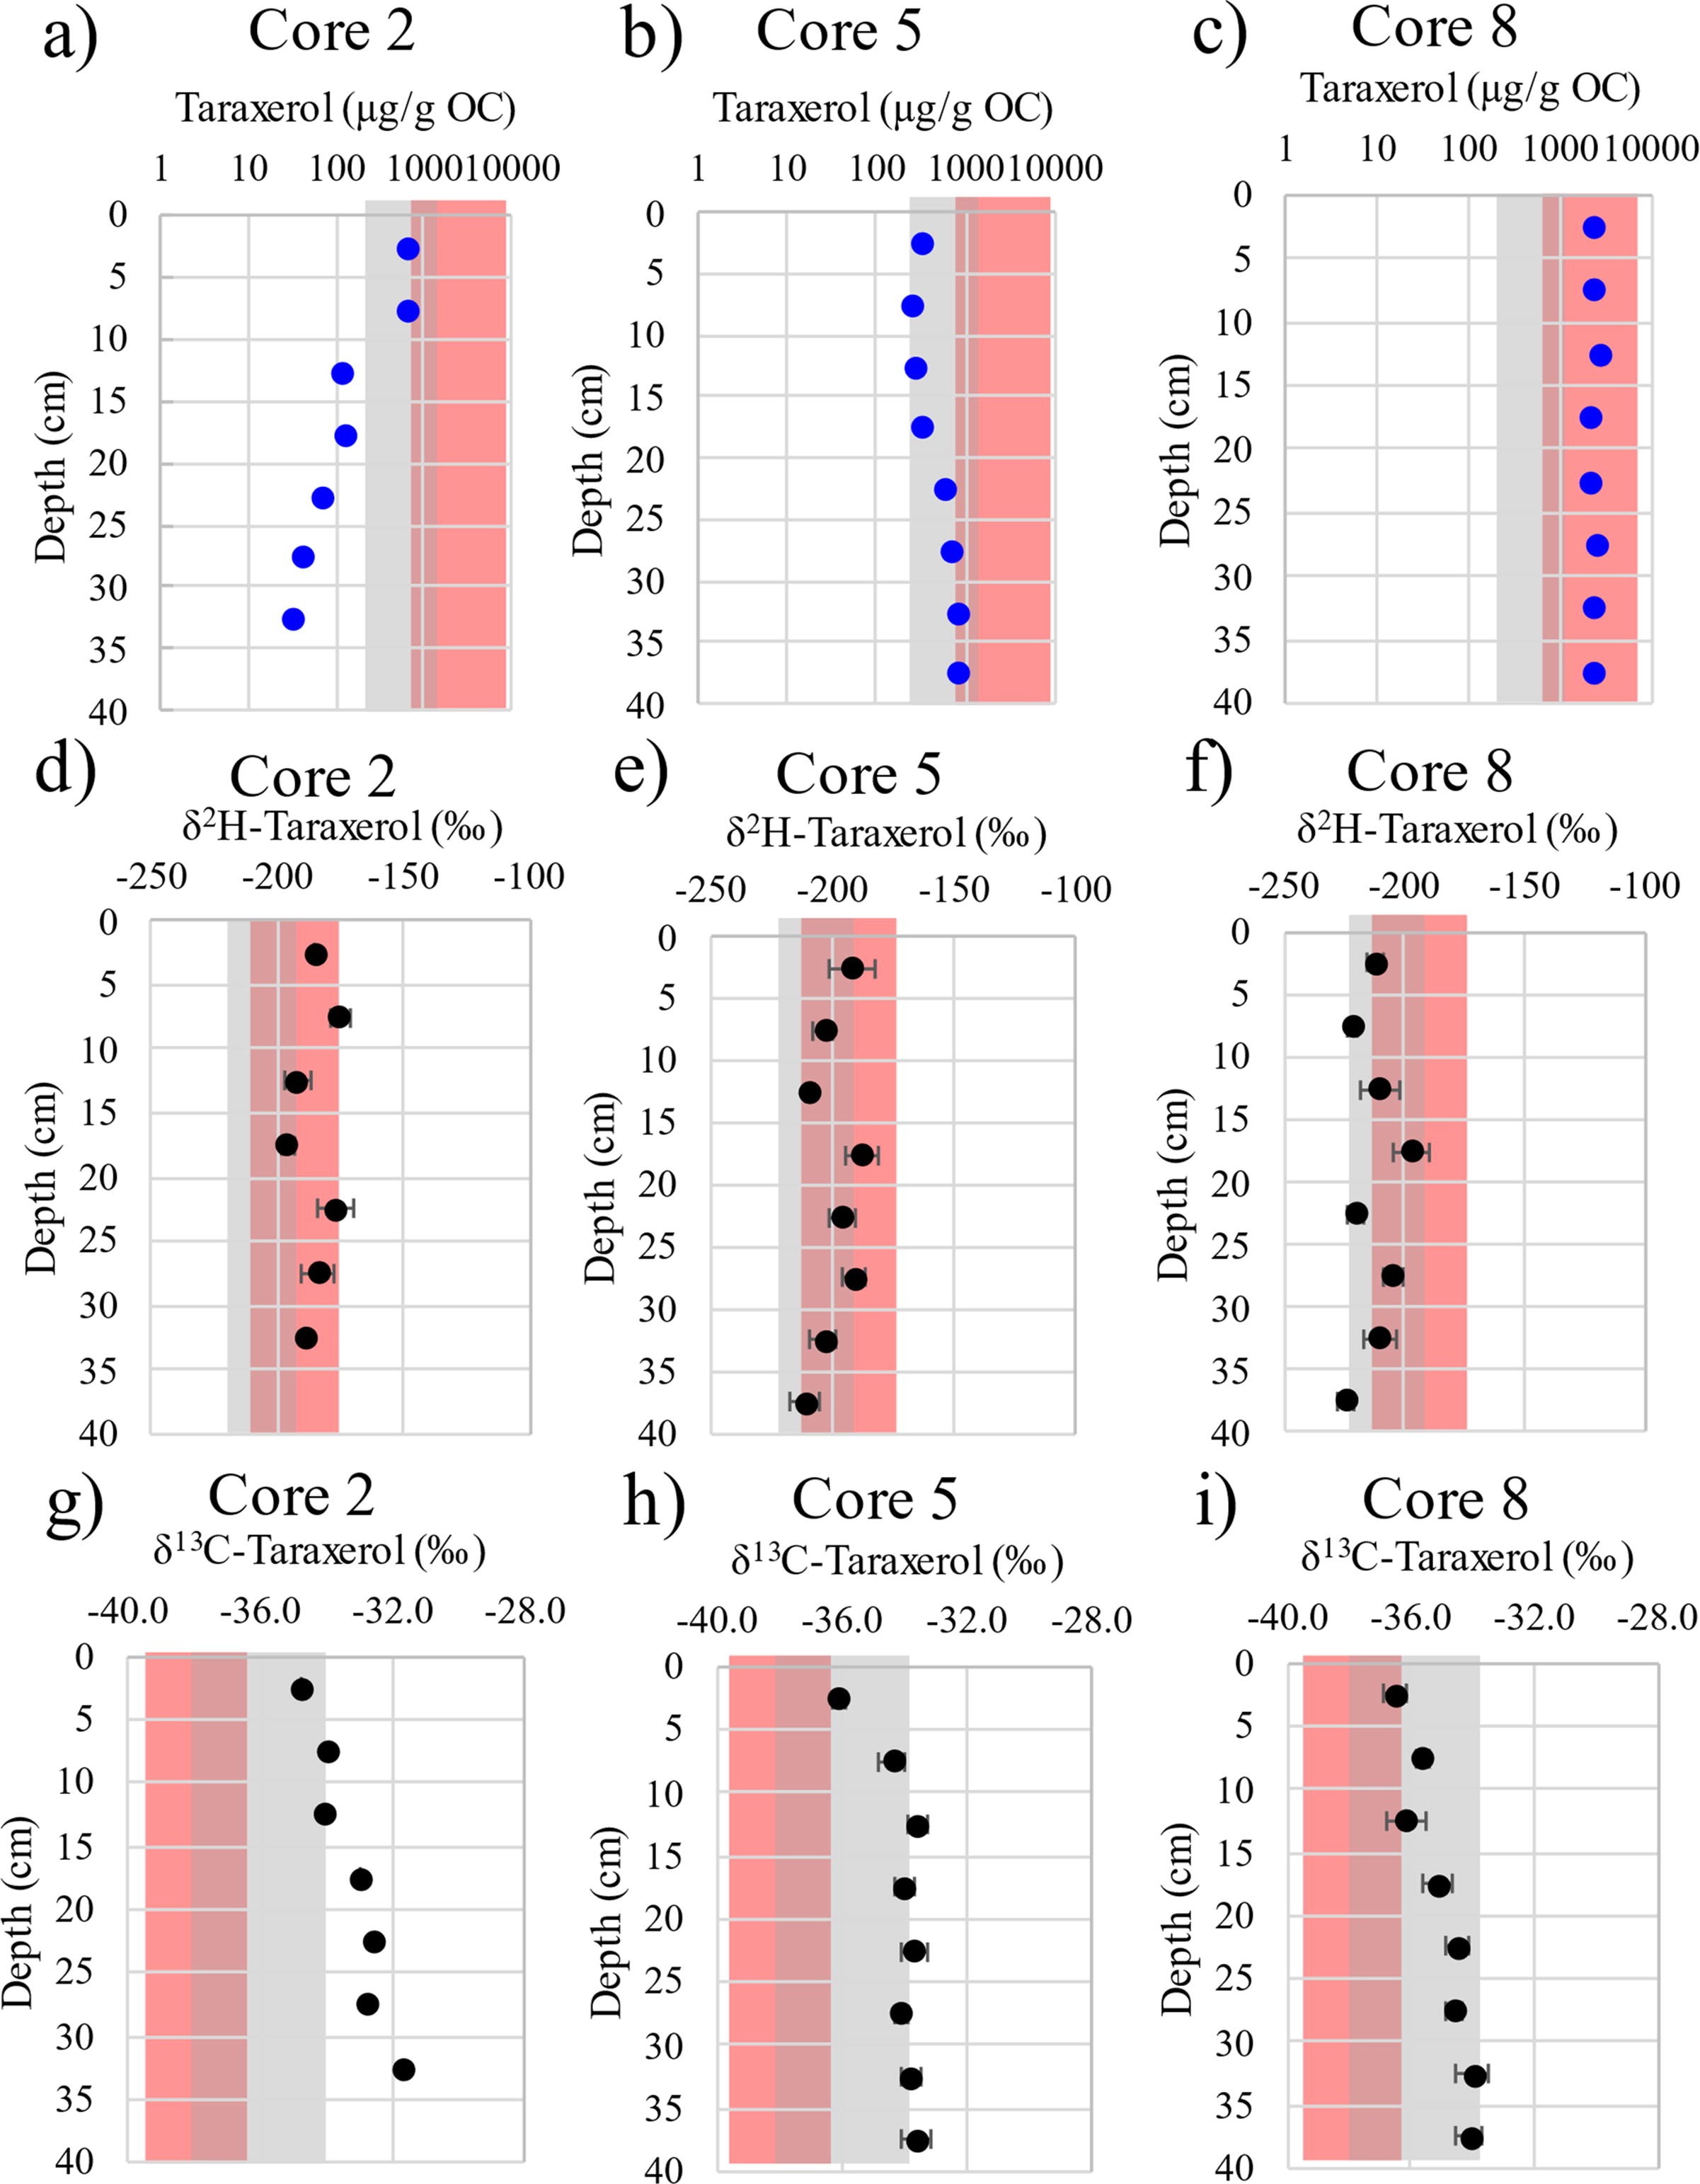 a) Core 2
Taraxerol (µg/g OC)
1 10 100 1000 10000
0
5
10
15
20
25
30
35
40
Depth (cm)
b) Core 5
Taraxerol (µg/g OC)
1 10 100 1000 10000
0
5
10
15
20
25
30
35
40
Depth (cm)
c) Core 8
Taraxerol (µg/g OC)
1 10 100 1000 10000
0
5
10
15
20
25
30
35
40
Depth (cm)
d) Core 2
δ²H-Taraxerol (‰)
-250 -200 -150 -100
0
5
10
15
20
25
30
35
40
Depth (cm)
e) Core 5
δ²H-Taraxerol (‰)
-250 -200 -150 -100
0
5
10
15
20
25
30
35
40
Depth (cm)
f) Core 8
δ²H-Taraxerol (‰)
-250 -200 -150 -100
0
5
10
15
20
25
30
35
40
Depth (cm)
g) Core 2
δ¹³C-Taraxerol (‰)
-40.0 -36.0 -32.0 -28.0
0
5
10
15
20
25
30
35
40
Depth (cm)
h) Core 5
δ¹³C-Taraxerol (‰)
-40.0 -36.0 -32.0 -28.0
0
5
10
15
20
25
30
35
40
Depth (cm)
i) Core 8
δ¹³C-Taraxerol (‰)
-40.0 -36.0 -32.0 -28.0
0
5
10
15
20
25
30
35
40
Depth (cm)